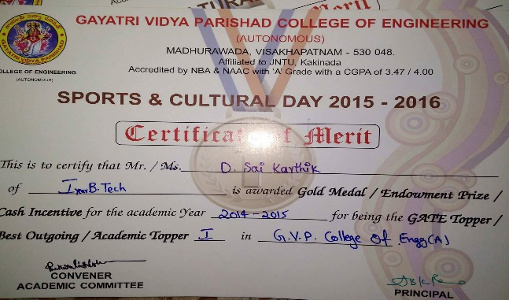 GAYATRI VIDYA PARISHAD COLLEGE OF ENGINEERING
(AUTONOMOUS)
MADHURAWADA, VISAKHAPATNAM - 530 048.
Affiliated to JNTU, Kakinada
Accredited by NBA & NAAC with 'A' Grade with a CGPA of 3.47 / 4.00
COLLEGE OF ENGINEERING
(AUTONOMOUS)
SPORTS & CULTURAL DAY 2015 - 2016
Certificate of Merit
This is to certify that Mr. / Ms. D. Sai Karthik
of B.Tech is awarded Gold Medal / Endowment Prize /
Cash Incentive for the academic Year 2014-2015 for being the GATE Topper /
Best Outgoing / Academic Topper I in G.V.P. College of Engg(A)
CONVENER
ACADEMIC COMMITTEE
PRINCIPAL